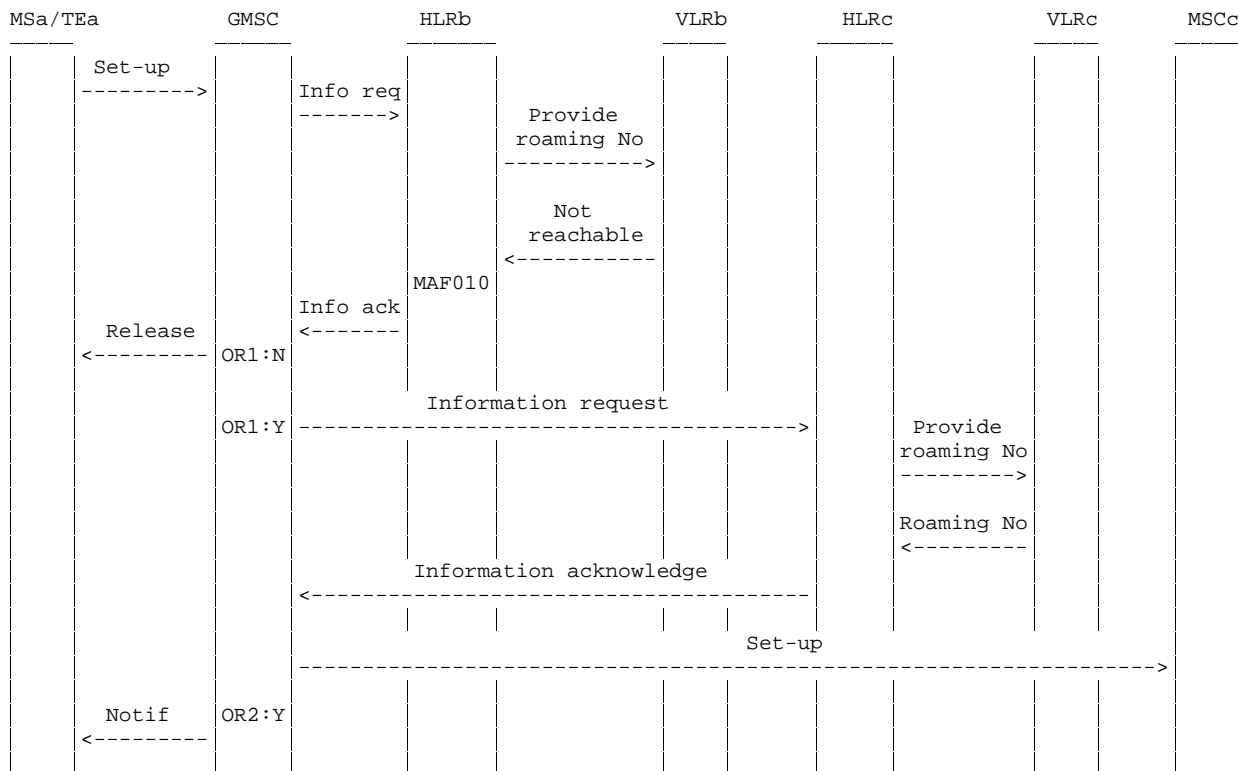 MSa/TEa GMSC HLRb VLRb HLRc VLRc MSCc
Set-up
Info req
Provide
roaming No
Not
reachable
MAF010
Info ack
Release
OR1:N
Information request
OR1:Y Provide
roaming No
Roaming No
Information acknowledge
Set-up
Notif OR2:Y